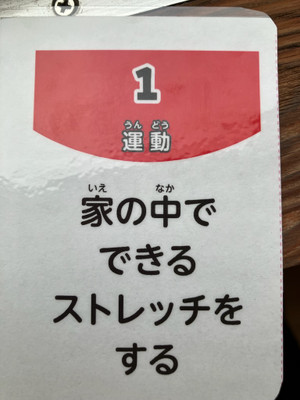 1
うん どう
運動
いえ なか
家の中で
できる
ストレッチを
する